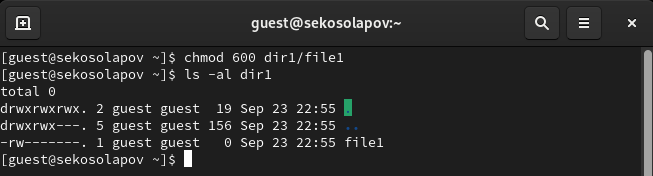 guest@sekosolapov:~
[guest@sekosolapov ~]$ chmod 600 dir1/file1
[guest@sekosolapov ~]$ ls -al dir1
total 0
drwxrwxrwx. 2 guest guest  19 Sep 23 22:55 .
drwxrwx---. 5 guest guest 156 Sep 23 22:55 ..
-rw-------. 1 guest guest   0 Sep 23 22:55 file1
[guest@sekosolapov ~]$